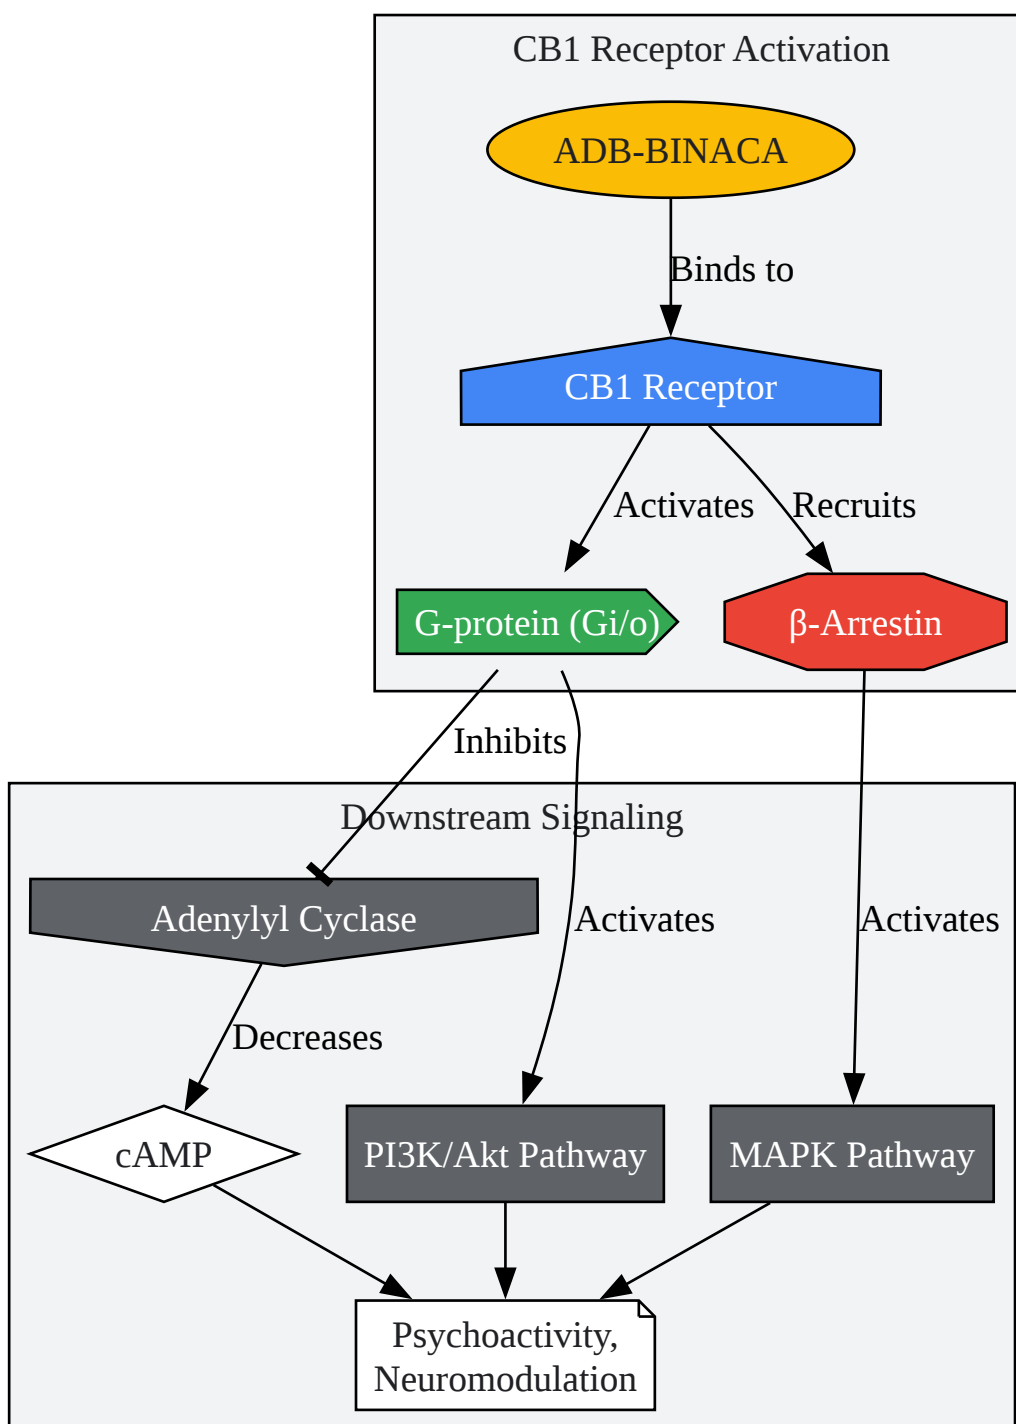 CB1 Receptor Activation
ADB-BINACA
Binds to
CB1 Receptor
Activates
Recruits
G-protein (Gi/o)
β-Arrestin
Inhibits
Downstream Signaling
Adenylyl Cyclase
Activates
Activates
Decreases
cAMP
PI3K/Akt Pathway
MAPK Pathway
Psychoactivity,
Neuromodulation